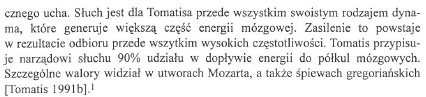 cznego ucha. Słuch jest dla Tomatisa przede wszystkim swoistym rodzajem dyna-
ma, które generuje większą część energii mózgowej. Zasilenie to powstaje
w rezultacie odbioru przede wszytkim wysokich częstotliwości. Tomatis przypisu-
je narządowi słuchu 90% udziału w dopływie energii do półkul mózgowych.
Szczególne walory widział w utworach Mozarta, a także śpiewach gregoriańskich
[Tomatis 1991b].¹